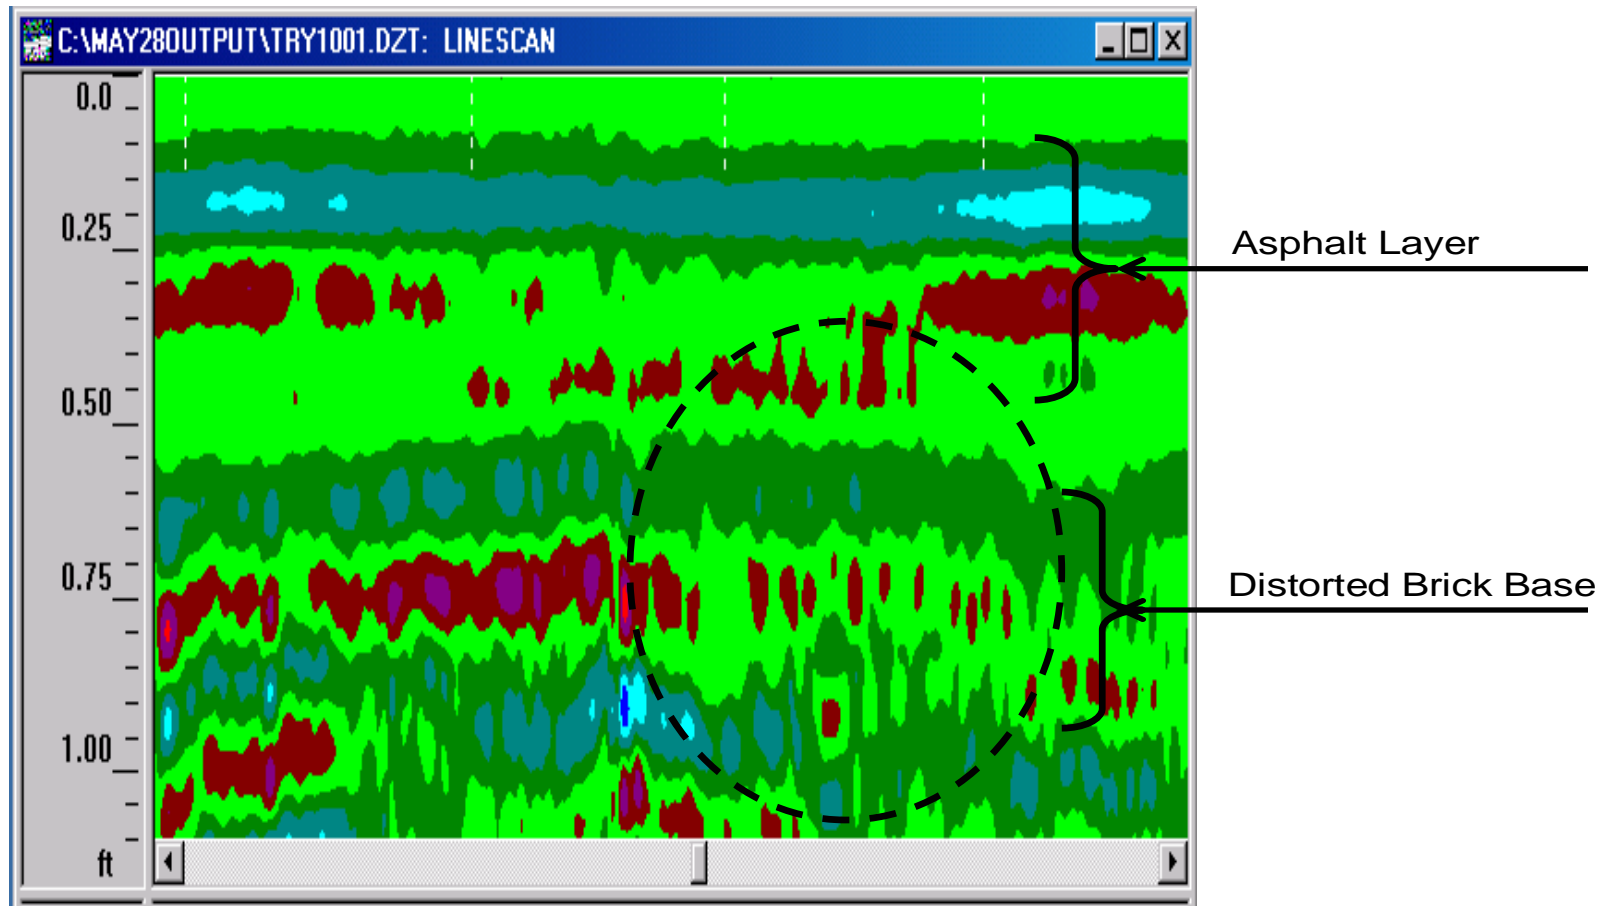 C:\MAY28OUTPUT\TRY1001.DZT: LINESCAN
0.0
0.25
Asphalt Layer
0.50
0.75
Distorted Brick Base
1.00
ft